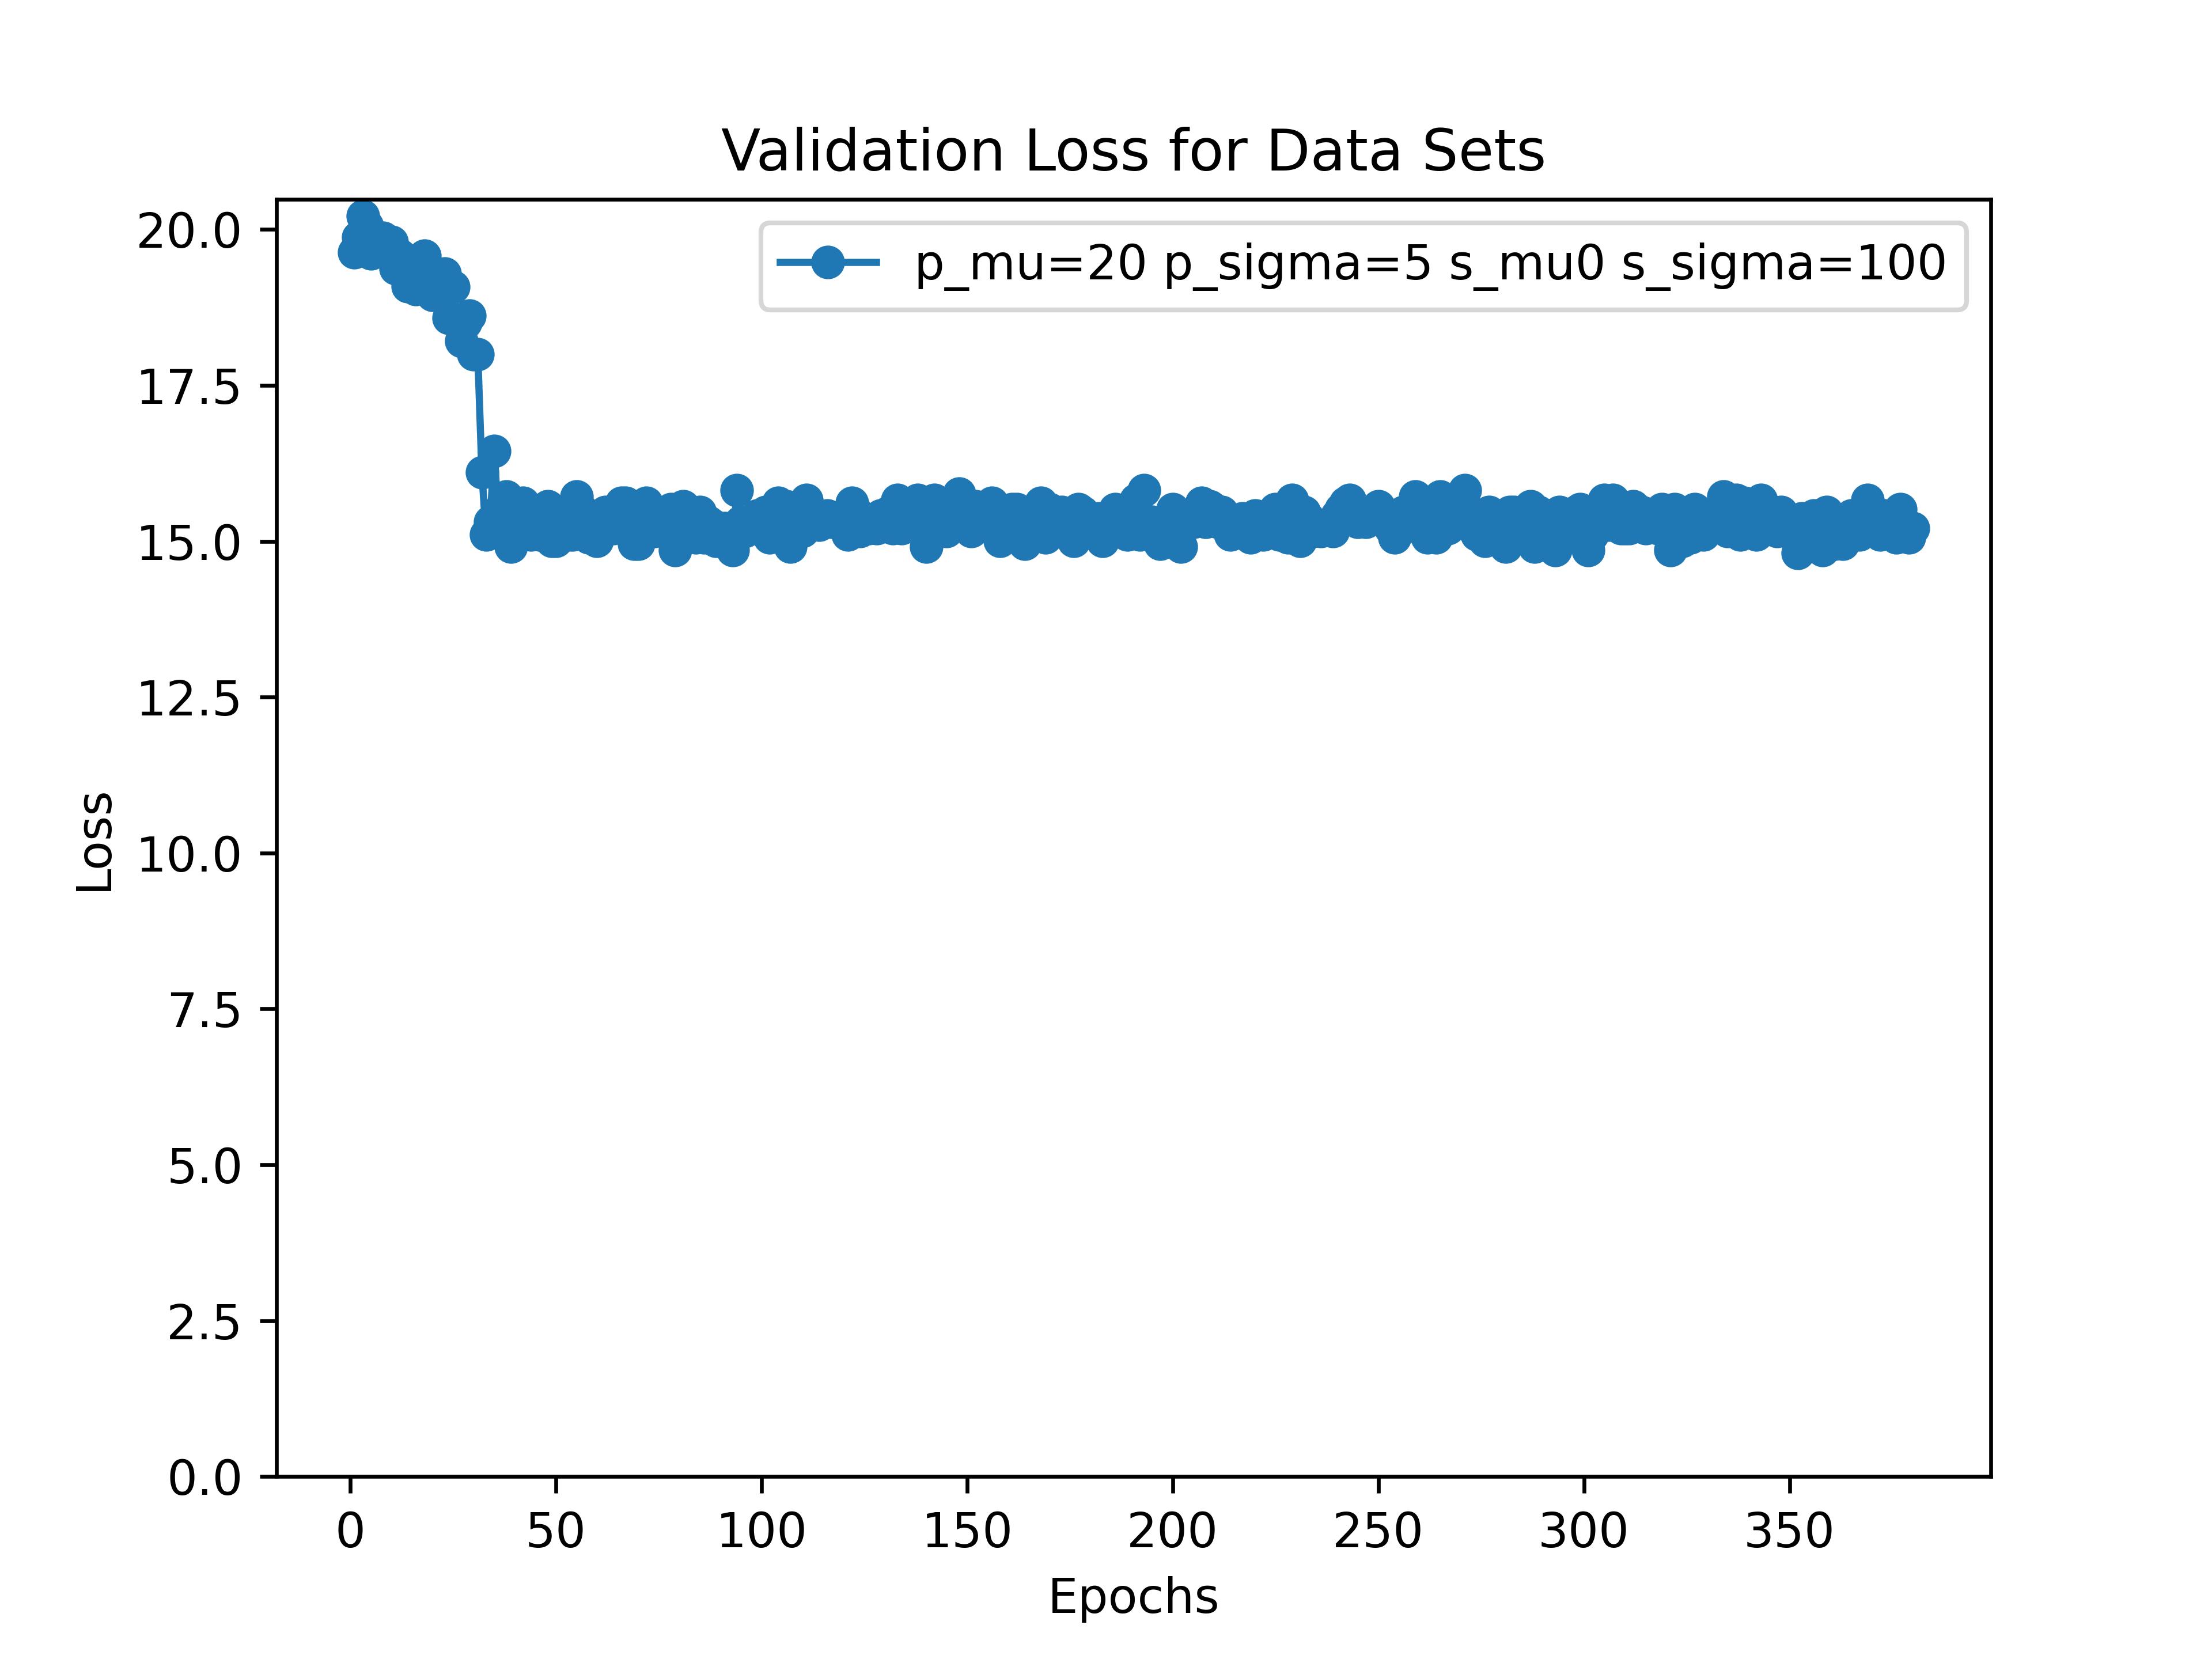 Validation Loss for Data Sets
p_mu=20 p_sigma=5 s_mu0 s_sigma=100
20.0
17.5
15.0
12.5
10.0
7.5
5.0
2.5
0.0
Loss
0 50 100 150 200 250 300 350
Epochs